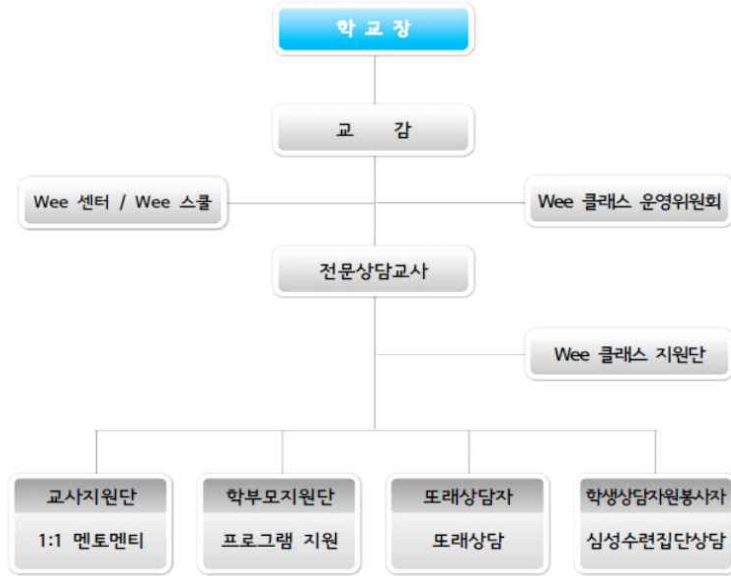 학 교 장
교 감
Wee 센터 / Wee 스쿨
Wee 클래스 운영위원회
전문상담교사
Wee 클래스 지원단
교사지원단
1:1 멘토멘티
학부모지원단
프로그램 지원
또래상담자
또래상담
학생상담자원봉사자
심성수련집단상담